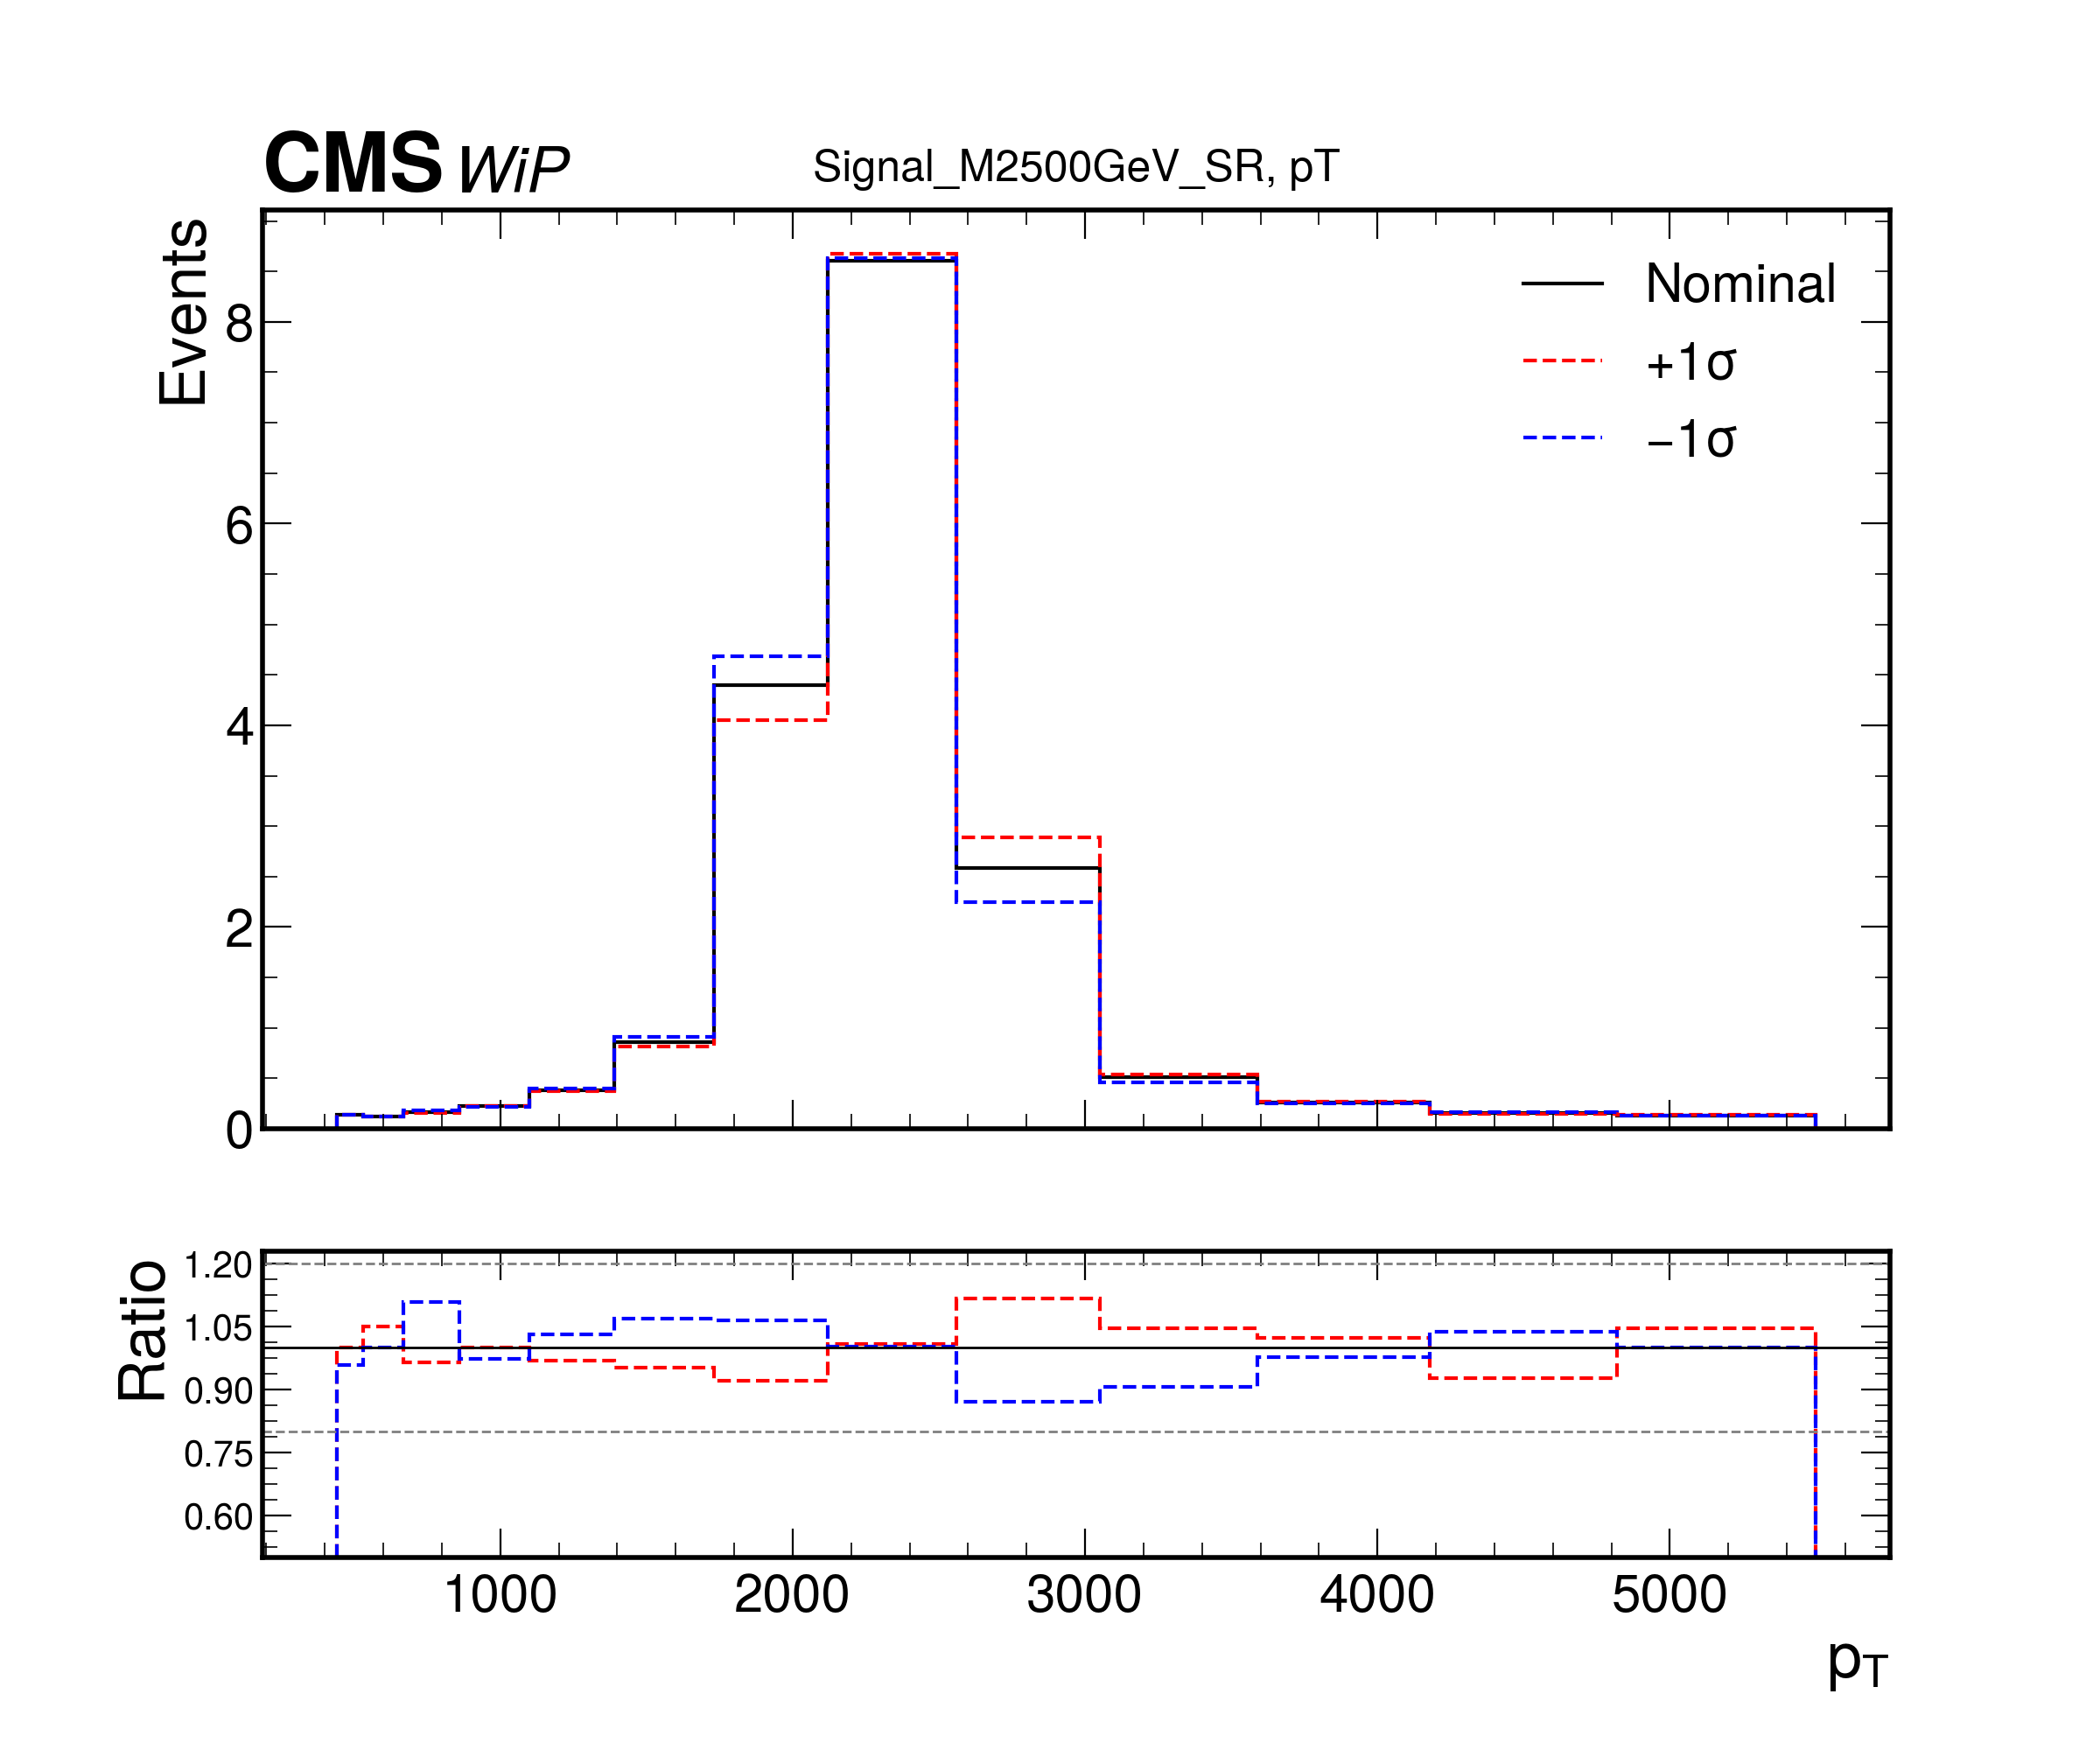 CMS WiP
Signal_M2500GeV_SR, pT
Events
8
6
4
2
0
Nominal
+1σ
−1σ
Ratio
1.20
1.05
0.90
0.75
0.60
1000 2000 3000 4000 5000
pT